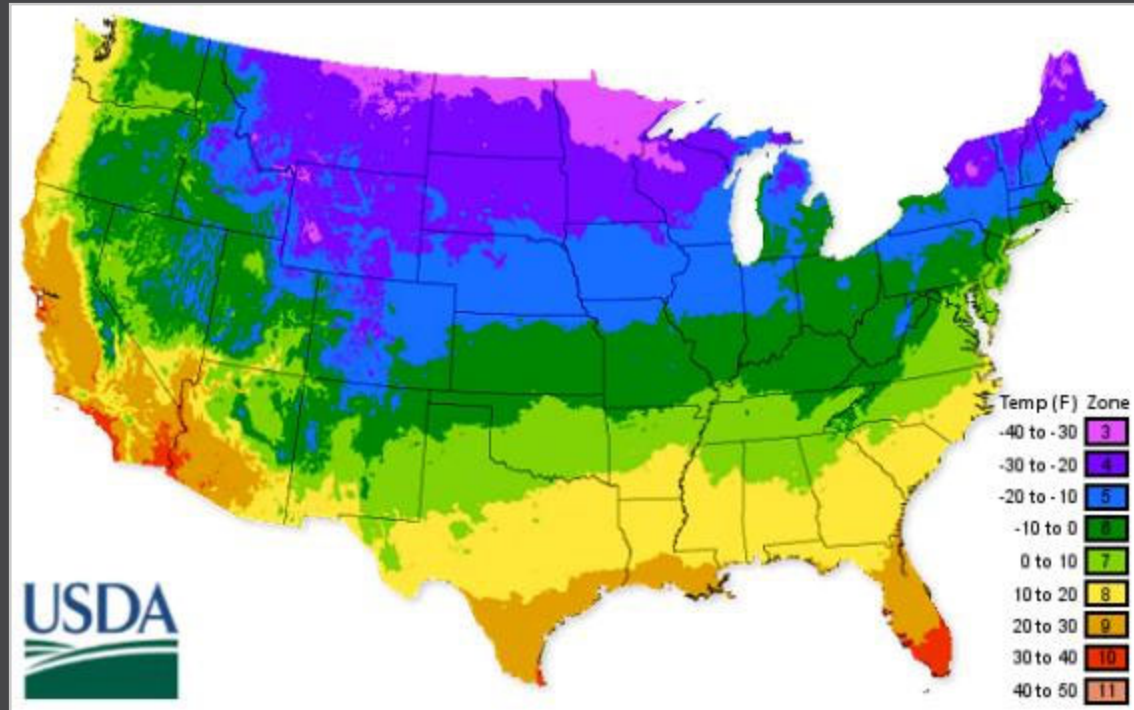 Temp (F) Zone
-40 to -30 3
-30 to -20 4
-20 to -10 5
-10 to 0 6
0 to 10 7
10 to 20 8
20 to 30 9
30 to 40 10
40 to 50 11
USDA